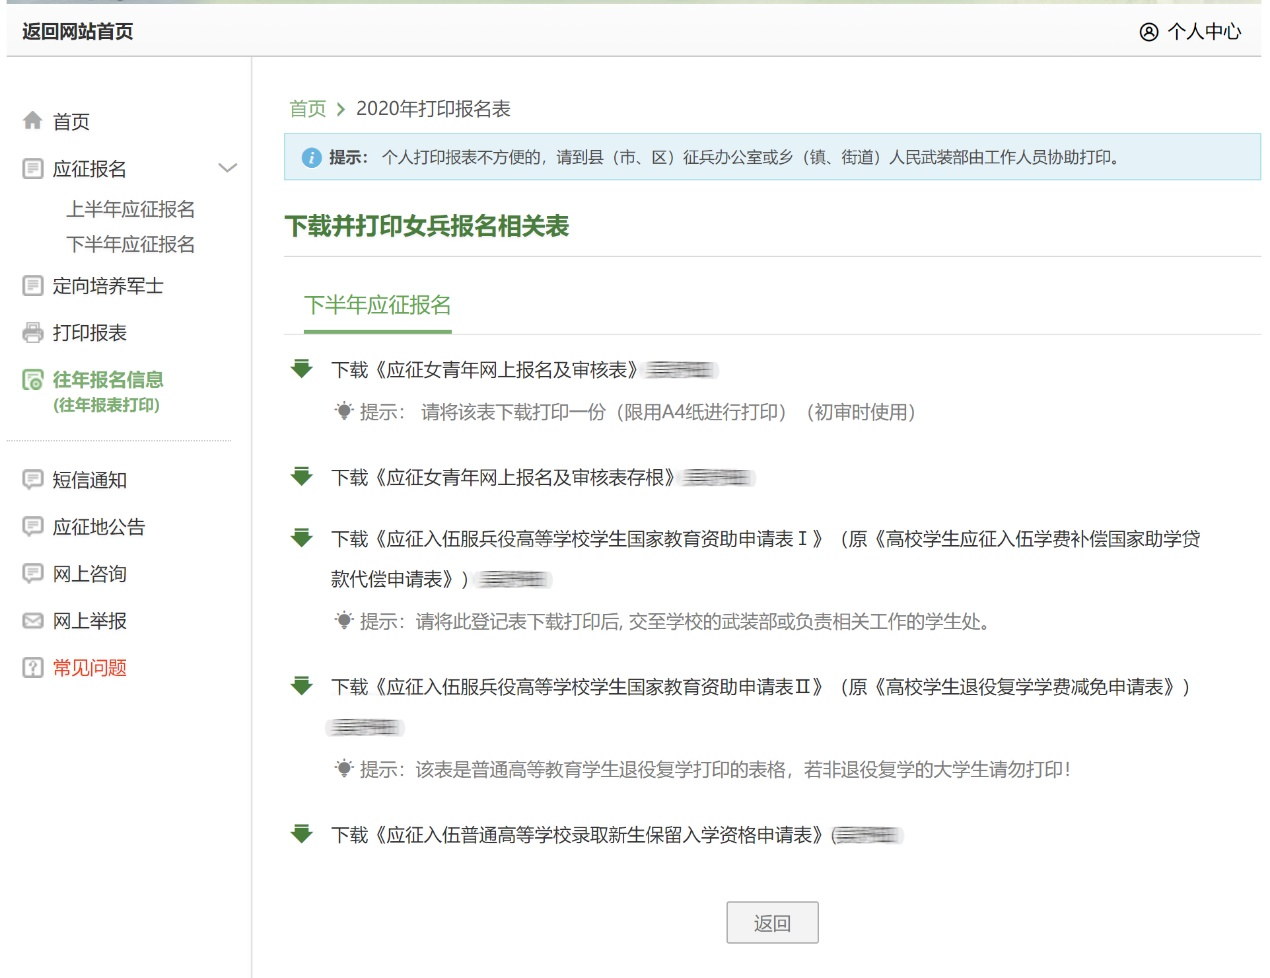 返回网站首页
个人中心
首页
应征报名
上半年应征报名
下半年应征报名
定向培养军士
打印报表
往年报名信息
(往年报表打印)
短信通知
应征地公告
网上咨询
网上举报
常见问题
首页 > 2020年打印报名表
提示: 个人打印报表不方便的，请到县（市、区）征兵办公室或乡（镇、街道）人民武装部由工作人员协助打印。
下载并打印女兵报名相关表
下半年应征报名
下载《应征女青年网上报名及审核表》
提示： 请将该表下载打印一份（限用A4纸进行打印）（初审时使用）
下载《应征女青年网上报名及审核表存根》
下载《应征入伍服兵役高等学校学生国家教育资助申请表Ⅰ》（原《高校学生应征入伍学费补偿国家助学贷
款代偿申请表》)
提示：请将此登记表下载打印后, 交至学校的武装部或负责相关工作的学生处。
下载《应征入伍服兵役高等学校学生国家教育资助申请表Ⅱ》（原《高校学生退役复学学费减免申请表》)
提示：该表是普通高等教育学生退役复学打印的表格，若非退役复学的大学生请勿打印！
下载《应征入伍普通高等学校录取新生保留入学资格申请表》(
返回